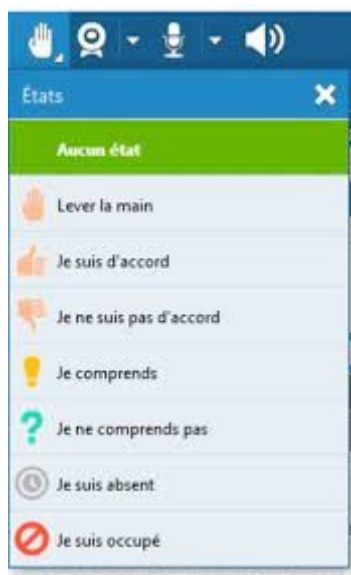 États
Aucun état
Lever la main
Je suis d'accord
Je ne suis pas d'accord
Je comprends
Je ne comprends pas
Je suis absent
Je suis occupé